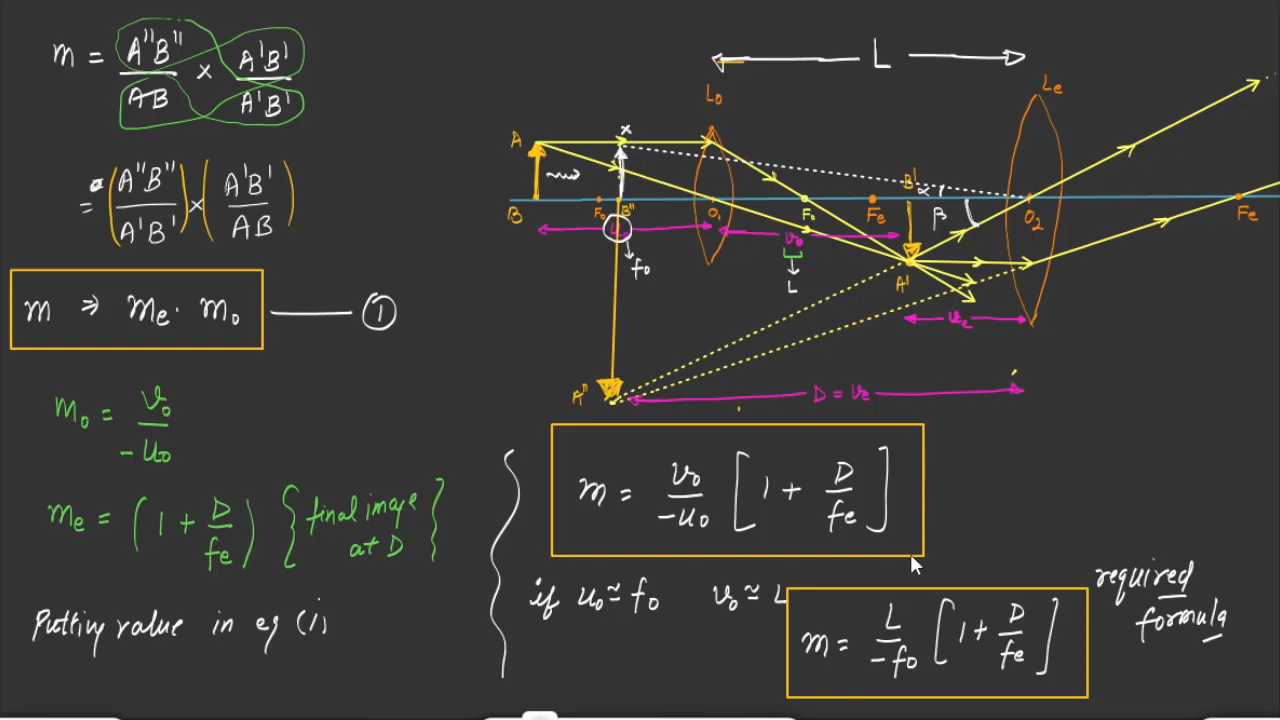 m = A''B'' / AB × A'B' / A'B'
= (A''B'' / A'B') × (A'B' / AB)
m ⇒ me · mo —— ①
mo = vo / -uo
me = (1 + D/fe) {final image at D}
Putting value in eq (1)
L
Lo
Le
A
x
B'
α
B
Fo
B''
O1
Fo
Fe
β
O2
Fe
vo
fo
L
A'
ue
A''
D = ve
m = vo / -uo [1 + D/fe]
if uo ≃ fo vo ≃ L
m = L / -fo [1 + D/fe]
required
formula